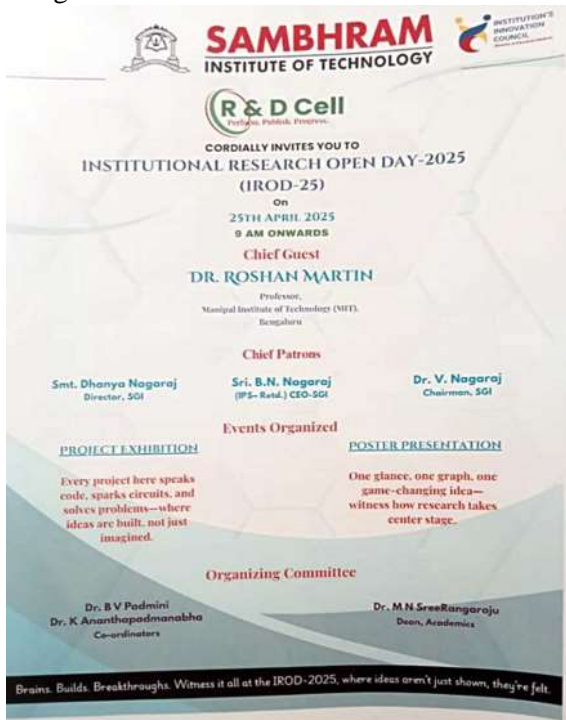 SAMBHRAM
INSTITUTE OF TECHNOLOGY
INSTITUTION'S
INNOVATION
COUNCIL
R & D Cell
Perform. Publish. Progress.
CORDIALLY INVITES YOU TO
INSTITUTIONAL RESEARCH OPEN DAY-2025
(IROD-25)
On
25TH APRIL 2025
9 AM ONWARDS
Chief Guest
DR. ROSHAN MARTIN
Professor,
Manipal Institute of Technology (MIT),
Bengaluru
Chief Patrons
Smt. Dhanya Nagaraj
Director, SGI
Sri. B.N. Nagaraj
(IPS- Retd.) CEO-SGI
Dr. V. Nagaraj
Chairman, SGI
Events Organized
PROJECT EXHIBITION
Every project here speaks
code, sparks circuits, and
solves problems—where
ideas are built, not just
imagined.
POSTER PRESENTATION
One glance, one graph, one
game-changing idea—
witness how research takes
center stage.
Organizing Committee
Dr. B V Padmini
Dr. K Ananthapadmanabha
Co-ordinators
Dr. M N SreeRangaraju
Dean, Academics
Brains. Builds. Breakthroughs. Witness it all at the IROD-2025, where ideas aren't just shown, they're felt.